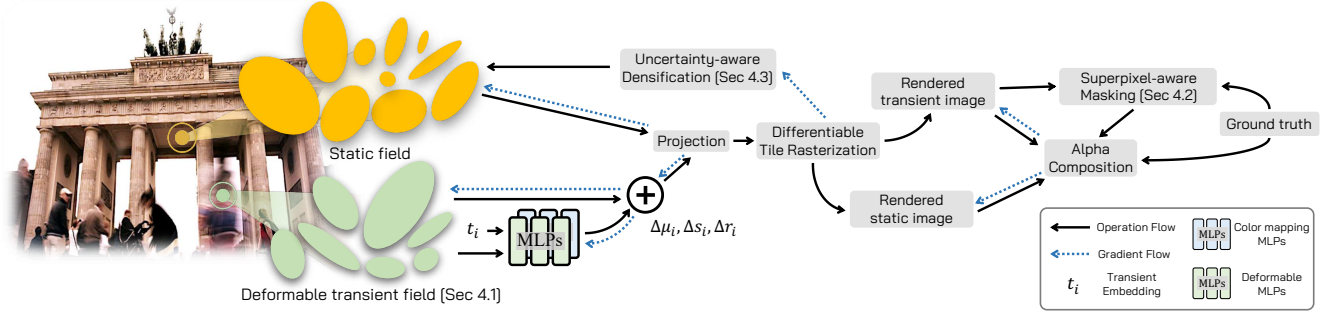 Static field
Deformable transient field (Sec 4.1)
t_i
MLPs
Δμ_i, Δs_i, Δr_i
Uncertainty-aware
Densification (Sec 4.3)
Projection
Differentiable
Tile Rasterization
Rendered
transient image
Rendered
static image
Superpixel-aware
Masking (Sec 4.2)
Ground truth
Alpha
Composition
Operation Flow
Gradient Flow
t_i
Transient
Embedding
MLPs
Color mapping
MLPs
MLPs
Deformable
MLPs